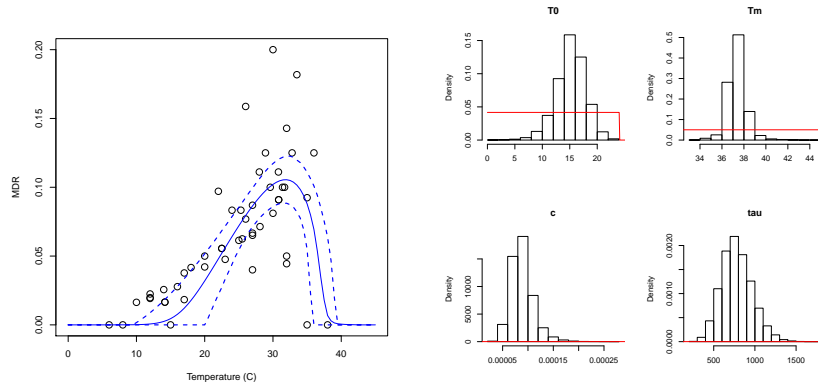 0.00
0.05
0.10
0.15
0.20
MDR
0 10 20 30 40
Temperature (C)
T0
Density
0.00 0.05 0.10 0.15
0 5 10 15 20
Tm
Density
0.0 0.1 0.2 0.3 0.4 0.5
34 36 38 40 42 44
c
Density
0 5000 10000
0.00005 0.00015 0.00025
tau
Density
0.0000 0.0010 0.0020
500 1000 1500